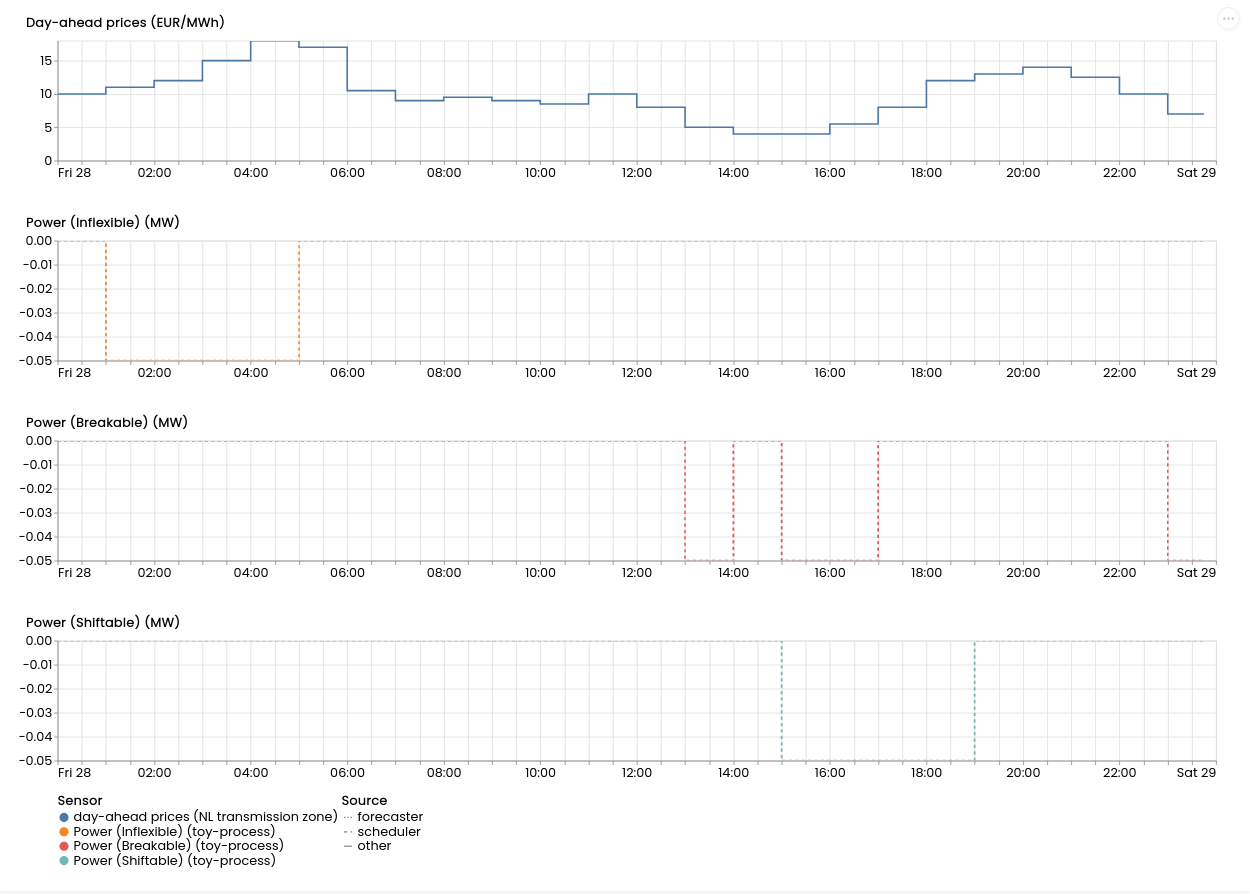 Day-ahead prices (EUR/MWh)
15
10
5
0
Fri 28 02:00 04:00 06:00 08:00 10:00 12:00 14:00 16:00 18:00 20:00 22:00 Sat 29
Power (Inflexible) (MW)
0.00
−0.01
−0.02
−0.03
−0.04
−0.05
Fri 28 02:00 04:00 06:00 08:00 10:00 12:00 14:00 16:00 18:00 20:00 22:00 Sat 29
Power (Breakable) (MW)
0.00
−0.01
−0.02
−0.03
−0.04
−0.05
Fri 28 02:00 04:00 06:00 08:00 10:00 12:00 14:00 16:00 18:00 20:00 22:00 Sat 29
Power (Shiftable) (MW)
0.00
−0.01
−0.02
−0.03
−0.04
−0.05
Fri 28 02:00 04:00 06:00 08:00 10:00 12:00 14:00 16:00 18:00 20:00 22:00 Sat 29
Sensor
day-ahead prices (NL transmission zone)
Power (Inflexible) (toy-process)
Power (Breakable) (toy-process)
Power (Shiftable) (toy-process)
Source
forecaster
scheduler
other